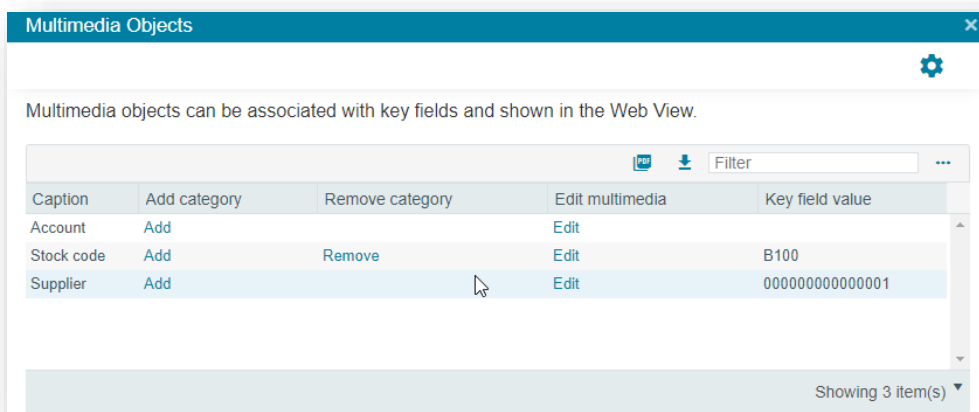 Multimedia Objects
Multimedia objects can be associated with key fields and shown in the Web View.
PDF Filter
Caption Add category Remove category Edit multimedia Key field value
Account Add Edit
Stock code Add Remove Edit B100
Supplier Add Edit 000000000000001
Showing 3 item(s)